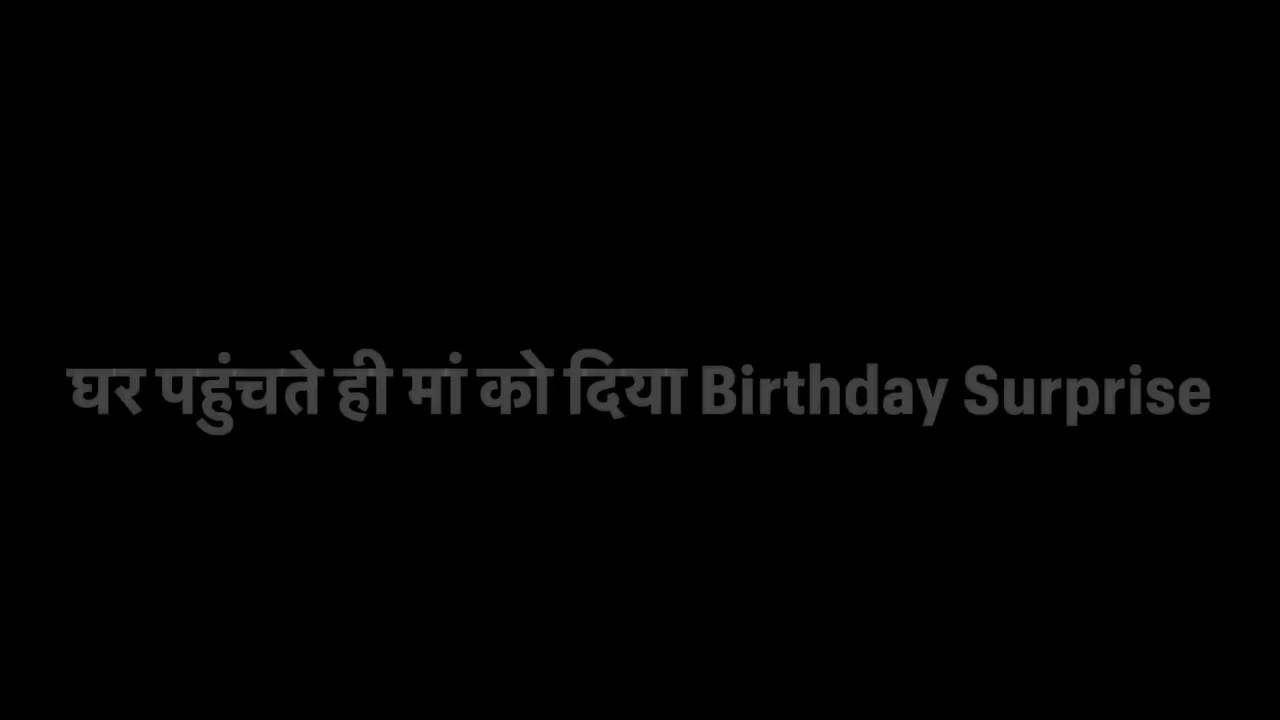 घर पहुंचते ही मां को दिया Birthday Surprise